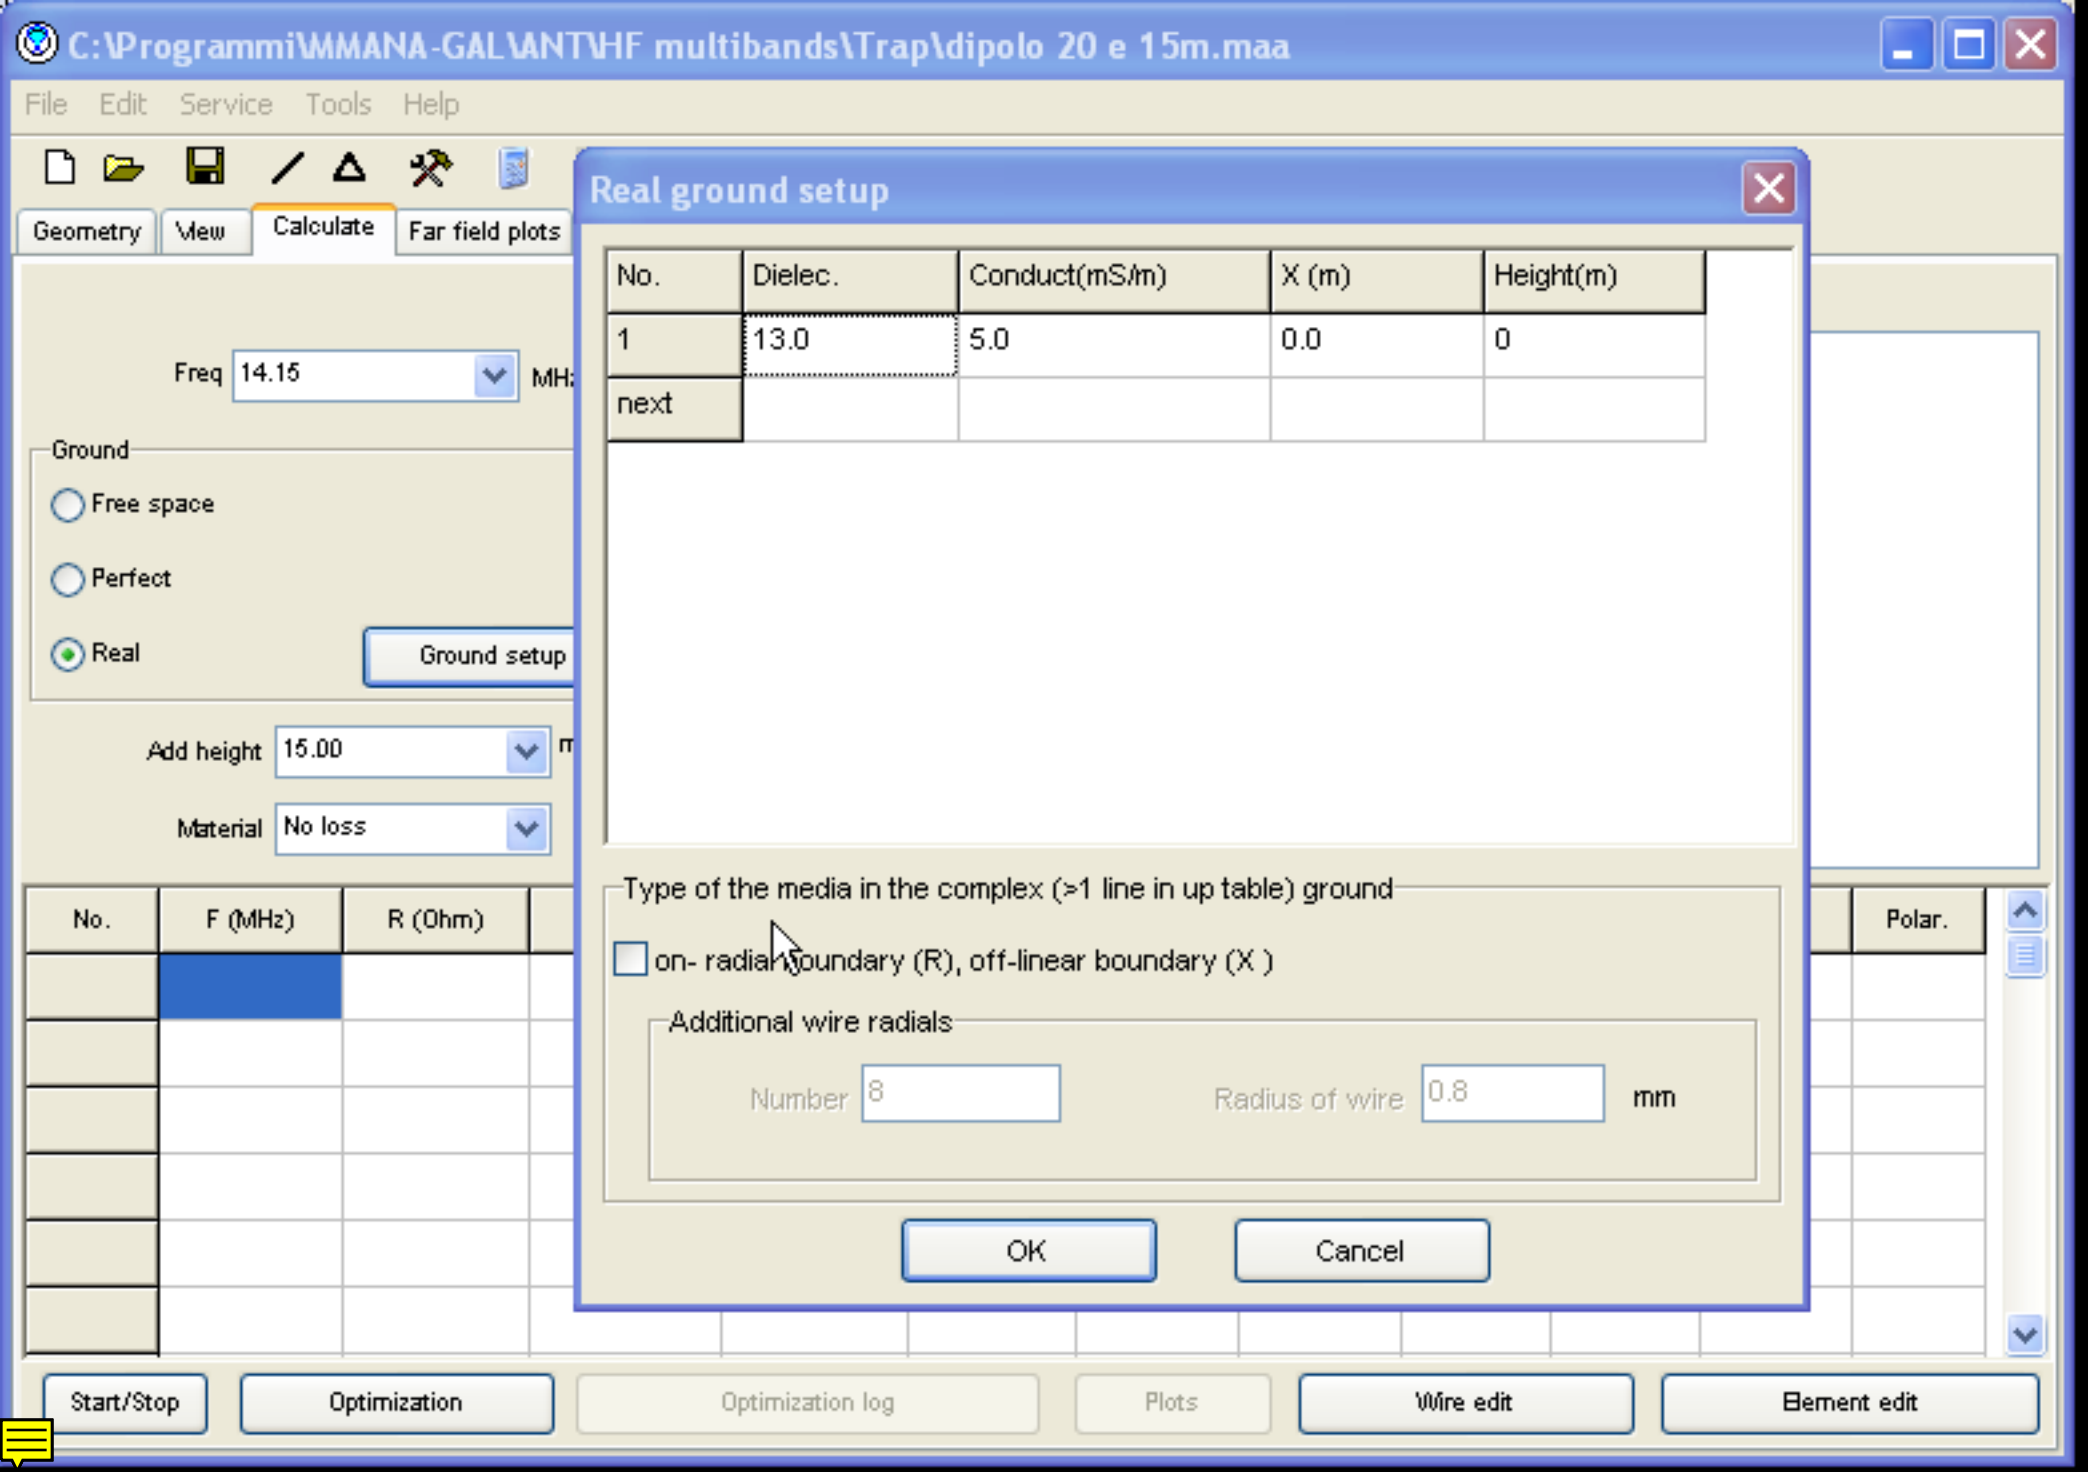 C:\Programmi\MMANA-GAL\ANT\HF multibands\Trap\dipolo 20 e 15m.maa
File Edit Service Tools Help
Geometry View Calculate Far field plots
Freq 14.15 MHz
Ground
Free space
Perfect
Real
Ground setup
Add height 15.00 m
Material No loss
No. F (MHz) R (Ohm) Polar.
Real ground setup
No. Dielec. Conduct(mS/m) X (m) Height(m)
1 13.0 5.0 0.0 0
next
Type of the media in the complex (>1 line in up table) ground
on- radial boundary (R), off-linear boundary (X )
Additional wire radials
Number 8 Radius of wire 0.8 mm
OK Cancel
Start/Stop Optimization Optimization log Plots Wire edit Element edit